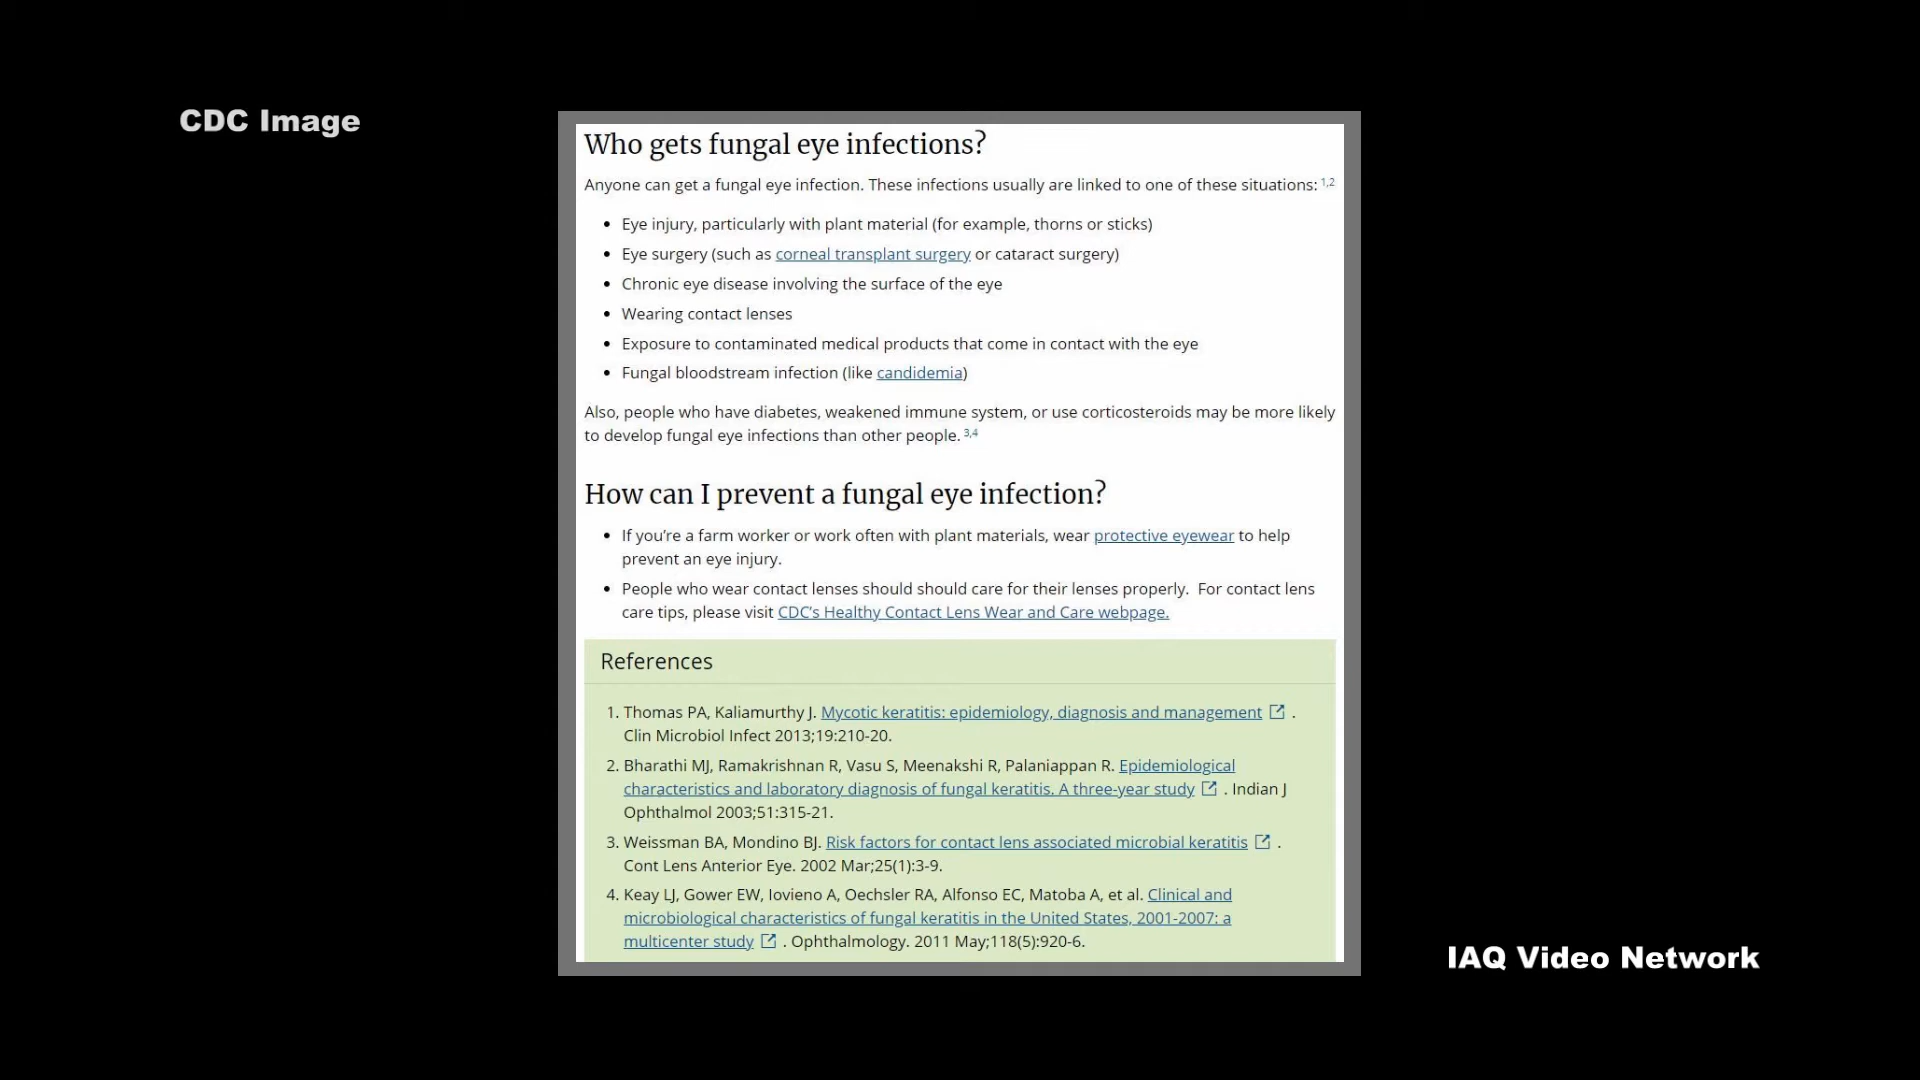 CDC Image
Who gets fungal eye infections?
Anyone can get a fungal eye infection. These infections usually are linked to one of these situations: 1,2
• Eye injury, particularly with plant material (for example, thorns or sticks)
• Eye surgery (such as corneal transplant surgery or cataract surgery)
• Chronic eye disease involving the surface of the eye
• Wearing contact lenses
• Exposure to contaminated medical products that come in contact with the eye
• Fungal bloodstream infection (like candidemia)
Also, people who have diabetes, weakened immune system, or use corticosteroids may be more likely
to develop fungal eye infections than other people. 3,4
How can I prevent a fungal eye infection?
• If you’re a farm worker or work often with plant materials, wear protective eyewear to help
prevent an eye injury.
• People who wear contact lenses should should care for their lenses properly. For contact lens
care tips, please visit CDC’s Healthy Contact Lens Wear and Care webpage.
References
1. Thomas PA, Kaliamurthy J. Mycotic keratitis: epidemiology, diagnosis and management .
Clin Microbiol Infect 2013;19:210-20.
2. Bharathi MJ, Ramakrishnan R, Vasu S, Meenakshi R, Palaniappan R. Epidemiological
characteristics and laboratory diagnosis of fungal keratitis. A three-year study . Indian J
Ophthalmol 2003;51:315-21.
3. Weissman BA, Mondino BJ. Risk factors for contact lens associated microbial keratitis .
Cont Lens Anterior Eye. 2002 Mar;25(1):3-9.
4. Keay LJ, Gower EW, Iovieno A, Oechsler RA, Alfonso EC, Matoba A, et al. Clinical and
microbiological characteristics of fungal keratitis in the United States, 2001-2007: a
multicenter study . Ophthalmology. 2011 May;118(5):920-6.
IAQ Video Network